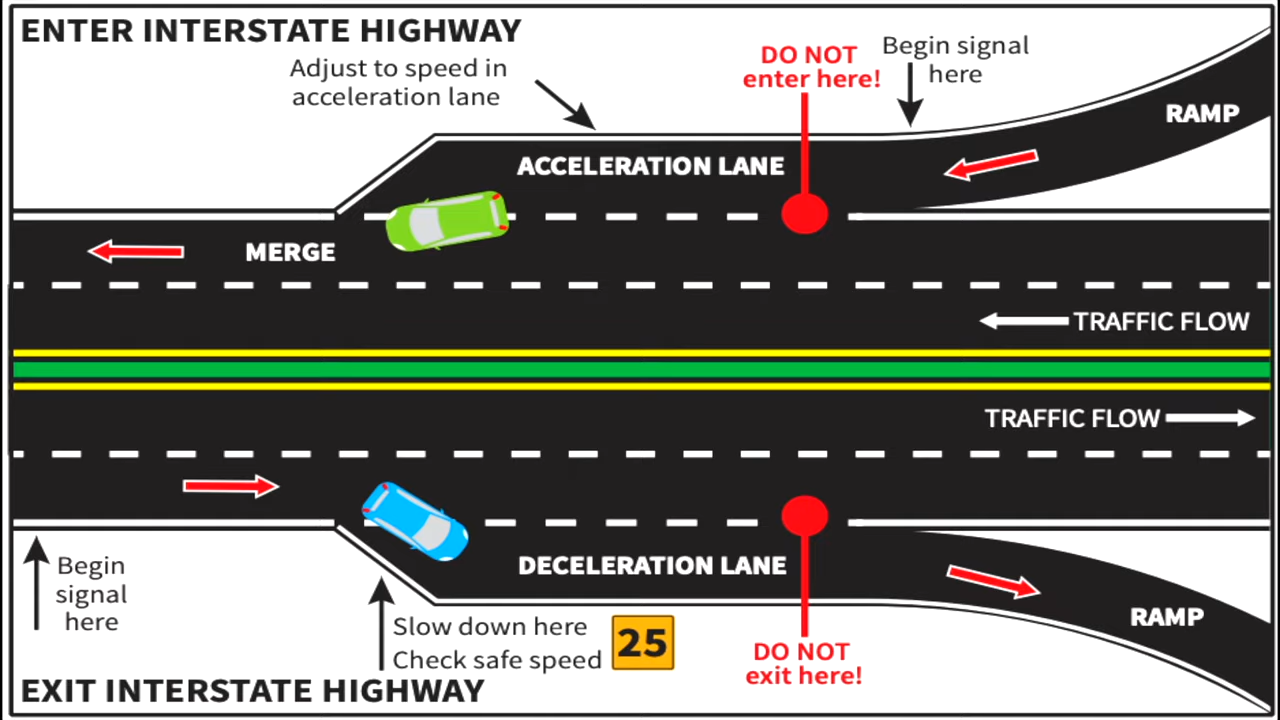 ENTER INTERSTATE HIGHWAY
Adjust to speed in
acceleration lane
DO NOT
enter here!
Begin signal
here
RAMP
ACCELERATION LANE
MERGE
TRAFFIC FLOW
TRAFFIC FLOW
DECELERATION LANE
RAMP
Begin
signal
here
Slow down here
Check safe speed
25
DO NOT
exit here!
EXIT INTERSTATE HIGHWAY